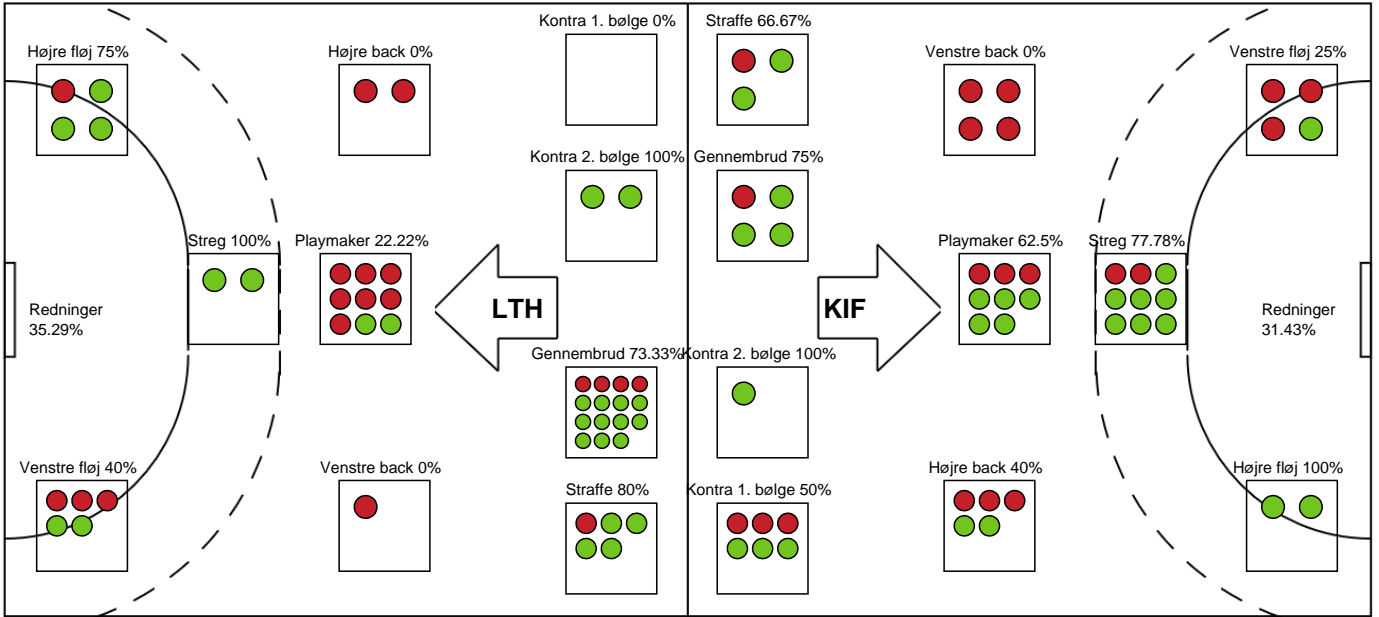 Kontra 1. bølge 0%
Straffe 66.67%
Højre fløj 75%
Højre back 0%
Venstre back 0%
Venstre fløj 25%
Kontra 2. bølge 100%
Gennembrud 75%
Streg 100%
Playmaker 22.22%
Playmaker 62.5%
Streg 77.78%
Redninger
35.29%
LTH
KIF
Redninger
31.43%
Gennembrud 73.33%
Kontra 2. bølge 100%
Venstre fløj 40%
Venstre back 0%
Straffe 80%
Kontra 1. bølge 50%
Højre back 40%
Højre fløj 100%